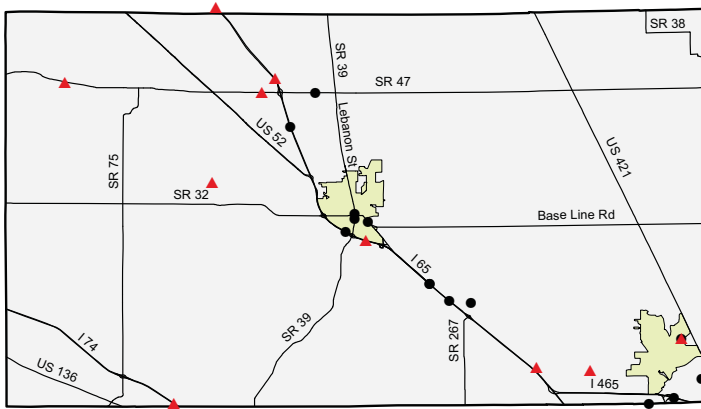 SR 38
SR 39
SR 47
Lebanon St
US 52
US 421
SR 75
SR 32
Base Line Rd
I 65
SR 39
SR 267
I 74
US 136
I 465